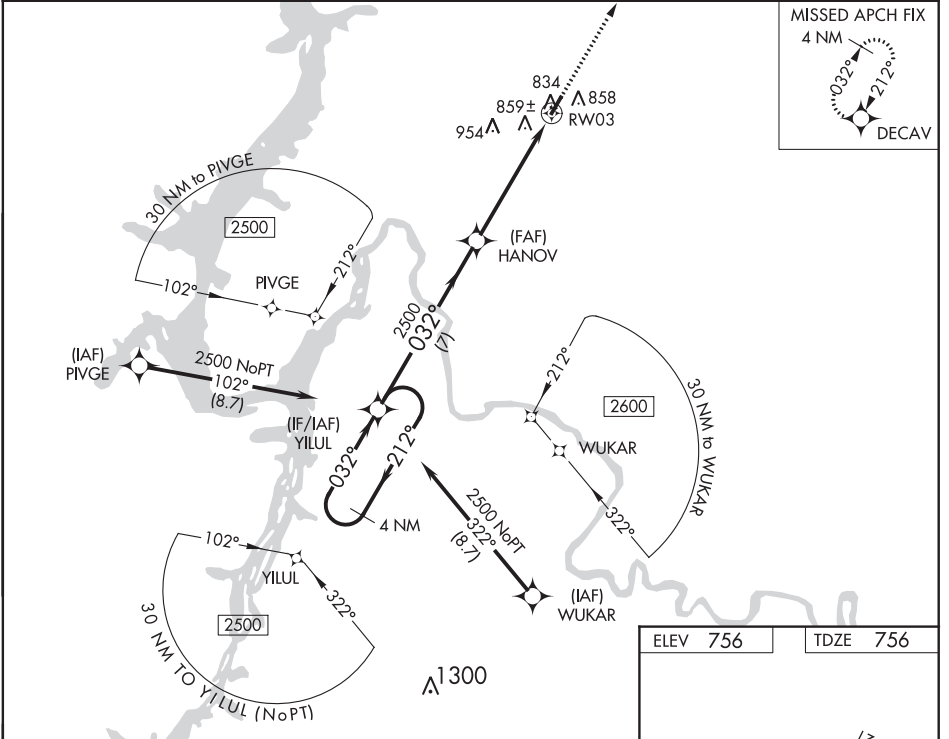 MISSED APCH FIX
4 NM
032°
212°
DECAV
834
859±
858
954
RW03
30 NM to PIVGE
2500
212°
102°
PIVGE
(FAF)
HANOV
2500
032°
(7)
(IAF)
PIVGE
2500 NoPT
102°
(8.7)
(IF/IAF)
YILUL
032°
212°
4 NM
212°
2600
30 NM to WUKAR
WUKAR
322°
2500 NoPT
322°
(8.7)
(IAF)
WUKAR
102°
YILUL
322°
2500
30 NM TO YILUL (NoPT)
1300
ELEV 756
TDZE 756